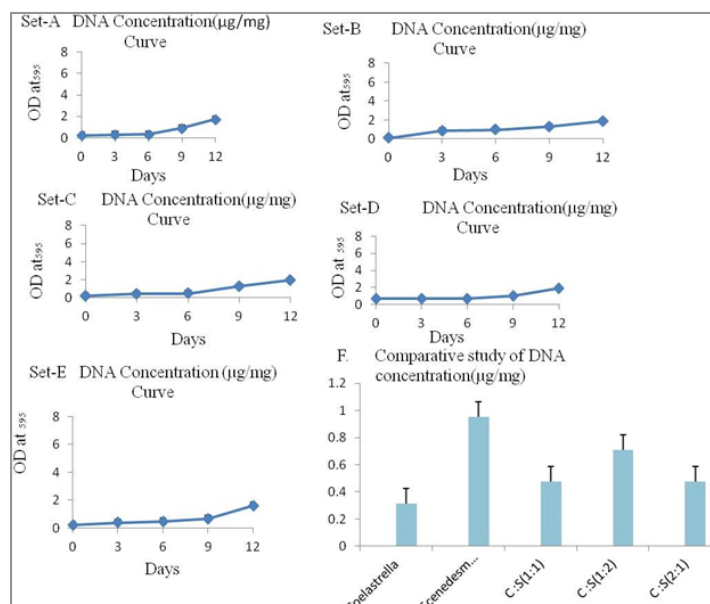 Set-A DNA Concentration(µg/mg)
Curve
OD at595
8
6
4
2
0
0 3 6 9 12
Days
Set-B DNA Concentration(µg/mg)
Curve
OD at595
8
6
4
2
0
0 3 6 9 12
Days
Set-C DNA Concentration(µg/mg)
Curve
OD at595
8
6
4
2
0
0 3 6 9 12
Days
Set-D DNA Concentration(µg/mg)
Curve
OD at 595
8
6
4
2
0
0 3 6 9 12
Days
Set-E DNA Concentration (µg/mg)
Curve
OD at 595
8
6
4
2
0
0 3 6 9 12
Days
F. Comparative study of DNA
concentration(µg/mg)
1.2
1
0.8
0.6
0.4
0.2
0
oelastrella
cenedesm...
C:S(1:1)
C:S(1:2)
C:S(2:1)